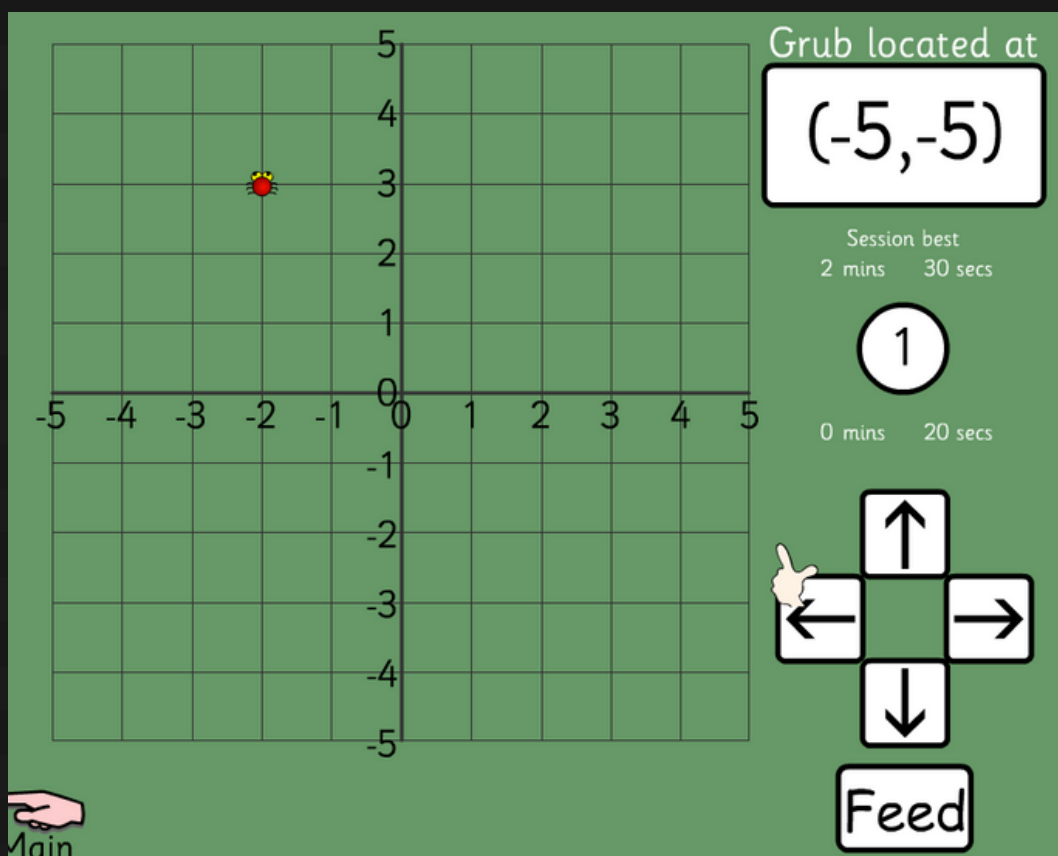 Grub located at
(-5,-5)
Session best
2 mins 30 secs
1
0 mins 20 secs
5
4
3
2
1
0
-5 -4 -3 -2 -1 0 1 2 3 4 5
-1
-2
-3
-4
-5
Feed
Main